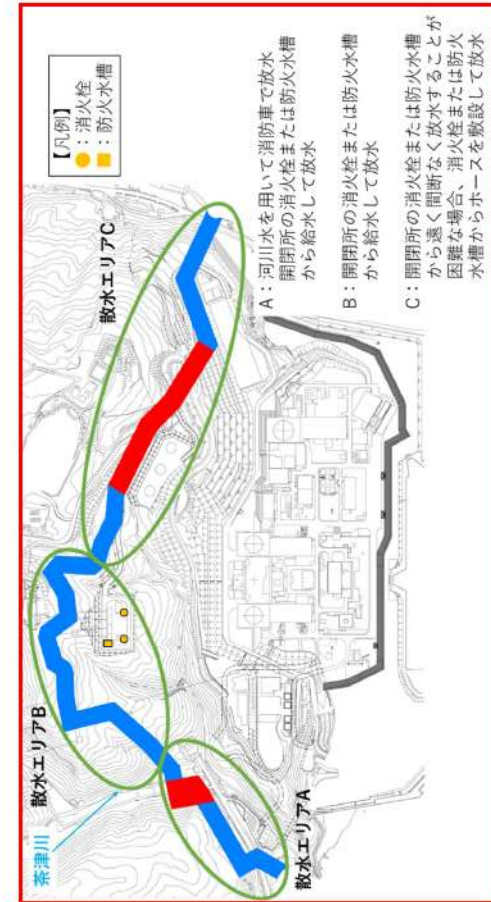 【凡例】
●：消火栓
■：防火水槽
散水エリアC
散水エリアB
茶津川
散水エリアA
A：河川水を用いて消防車で放水
開閉所の消火栓または防火水槽
から給水して放水
B：開閉所の消火栓または防火水槽
から給水して放水
C：開閉所の消火栓または防火水槽
から遠く間断なく放水することが
困難な場合、消火栓または防火
水槽からホースを敷設して放水